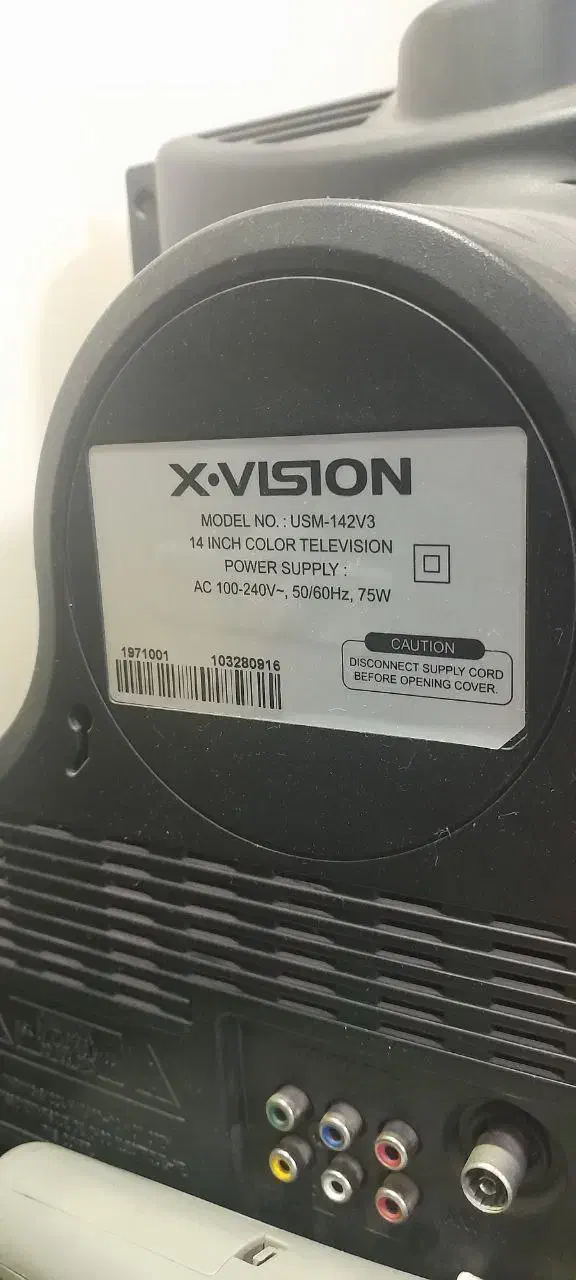 X·VISION
MODEL NO. : USM-142V3
14 INCH COLOR TELEVISION
POWER SUPPLY :
AC 100-240V~, 50/60Hz, 75W
1971001 103280916
CAUTION
DISCONNECT SUPPLY CORD
BEFORE OPENING COVER.